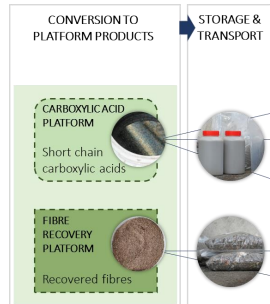 CONVERSION TO
PLATFORM PRODUCTS
STORAGE &
TRANSPORT
CARBOXYLIC ACID
PLATFORM
Short chain
carboxylic acids
FIBRE
RECOVERY
PLATFORM
Recovered fibres